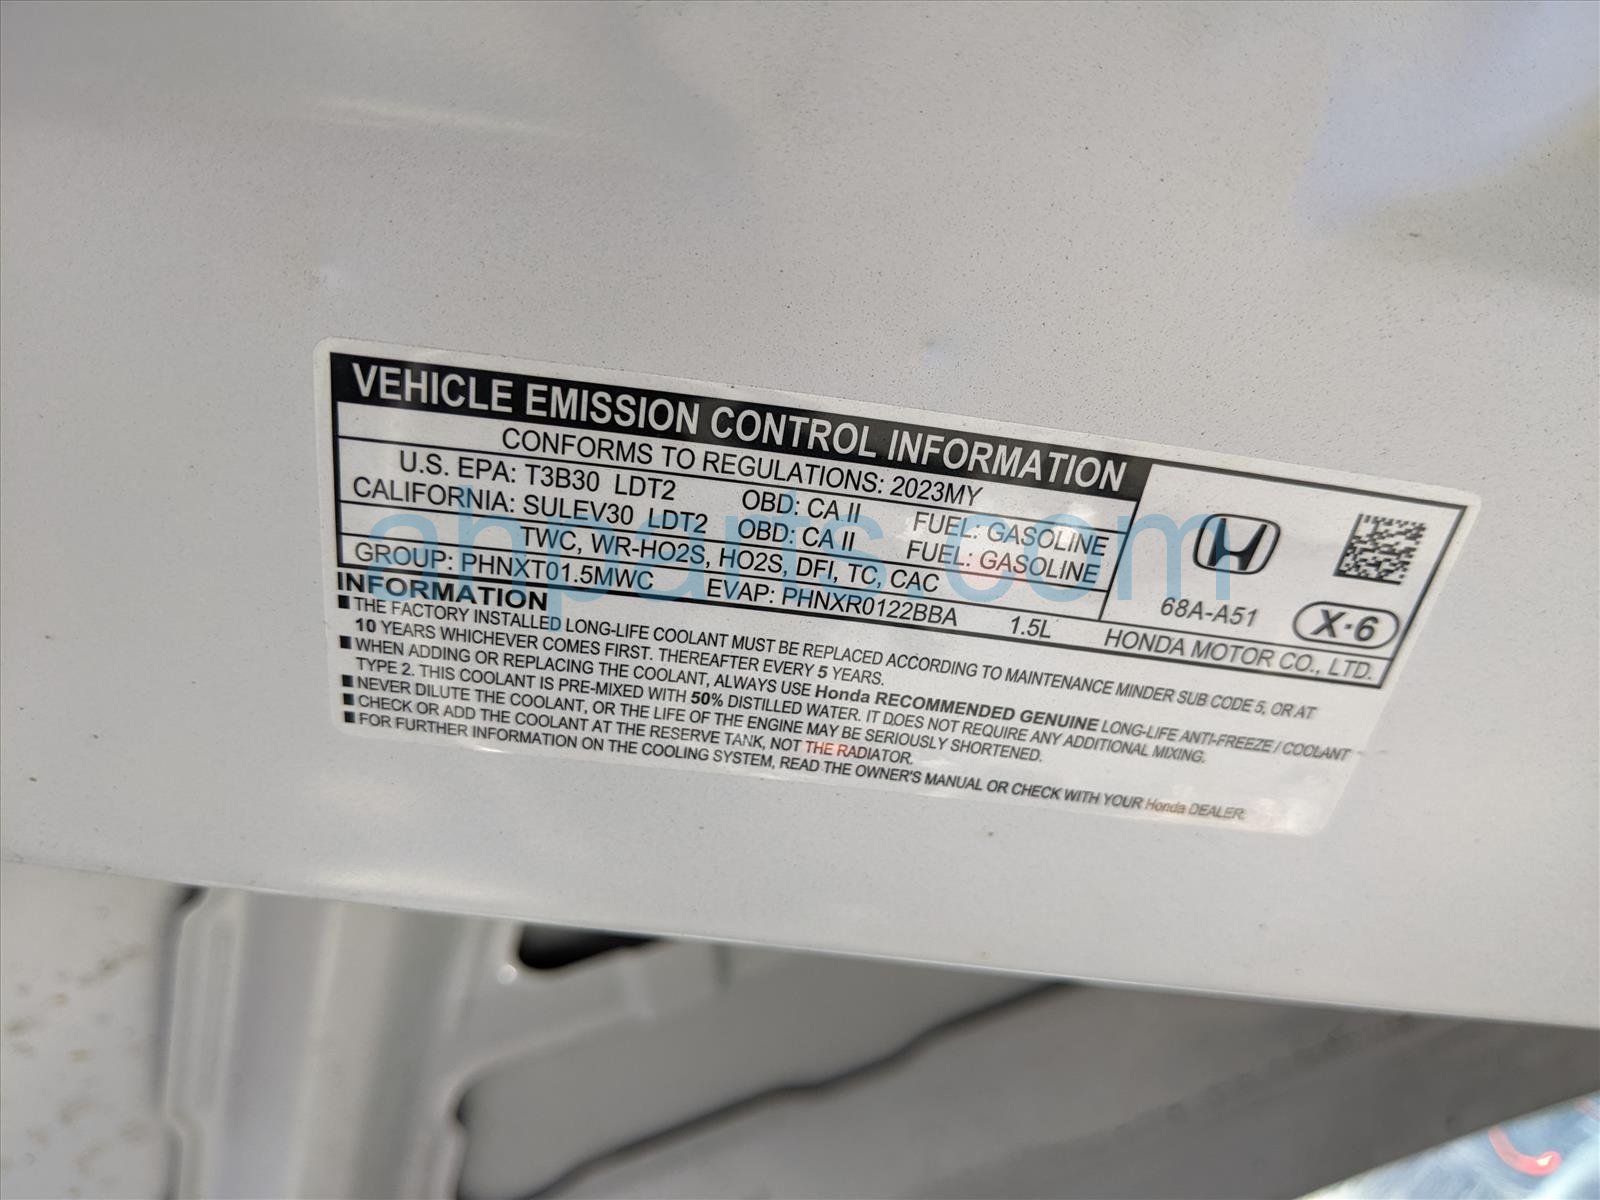 VEHICLE EMISSION CONTROL INFORMATION
CONFORMS TO REGULATIONS: 2023MY
U.S. EPA: T3B30 LDT2 OBD: CA II FUEL: GASOLINE
CALIFORNIA: SULEV30 LDT2 OBD: CA II FUEL: GASOLINE
TWC, WR-HO2S, HO2S, DFI, TC, CAC
GROUP: PHNXT01.5MWC EVAP: PHNXR0122BBA 1.5L HONDA MOTOR CO., LTD.
68A-A51
X·6
INFORMATION
■ THE FACTORY INSTALLED LONG-LIFE COOLANT MUST BE REPLACED ACCORDING TO MAINTENANCE MINDER SUB CODE 5, OR AT
10 YEARS WHICHEVER COMES FIRST. THEREAFTER EVERY 5 YEARS.
■ WHEN ADDING OR REPLACING THE COOLANT, ALWAYS USE Honda RECOMMENDED GENUINE LONG-LIFE ANTI-FREEZE / COOLANT
TYPE 2. THIS COOLANT IS PRE-MIXED WITH 50% DISTILLED WATER. IT DOES NOT REQUIRE ANY ADDITIONAL MIXING.
■ NEVER DILUTE THE COOLANT, OR THE LIFE OF THE ENGINE MAY BE SERIOUSLY SHORTENED.
■ CHECK OR ADD THE COOLANT AT THE RESERVE TANK, NOT THE RADIATOR.
■ FOR FURTHER INFORMATION ON THE COOLING SYSTEM, READ THE OWNER'S MANUAL OR CHECK WITH YOUR Honda DEALER.
ahparts.com